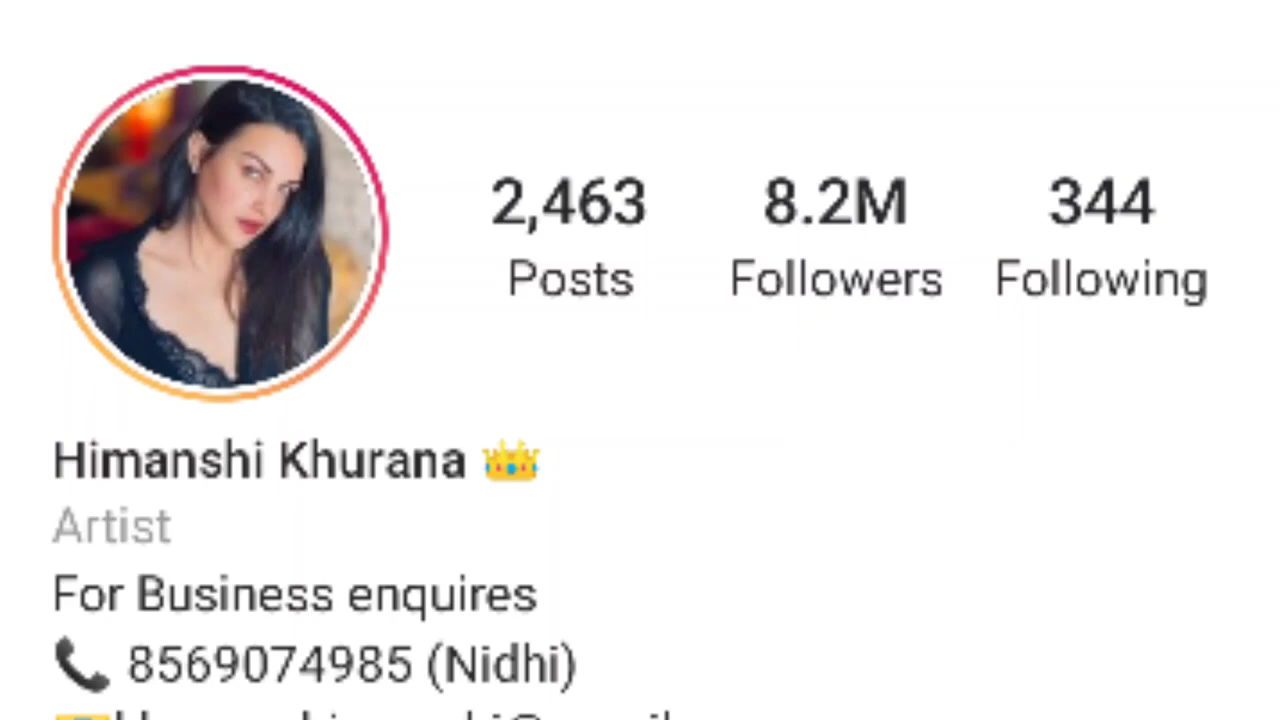 2,463 8.2M 344
Posts Followers Following
Himanshi Khurana 👑
Artist
For Business enquires
📞 8569074985 (Nidhi)